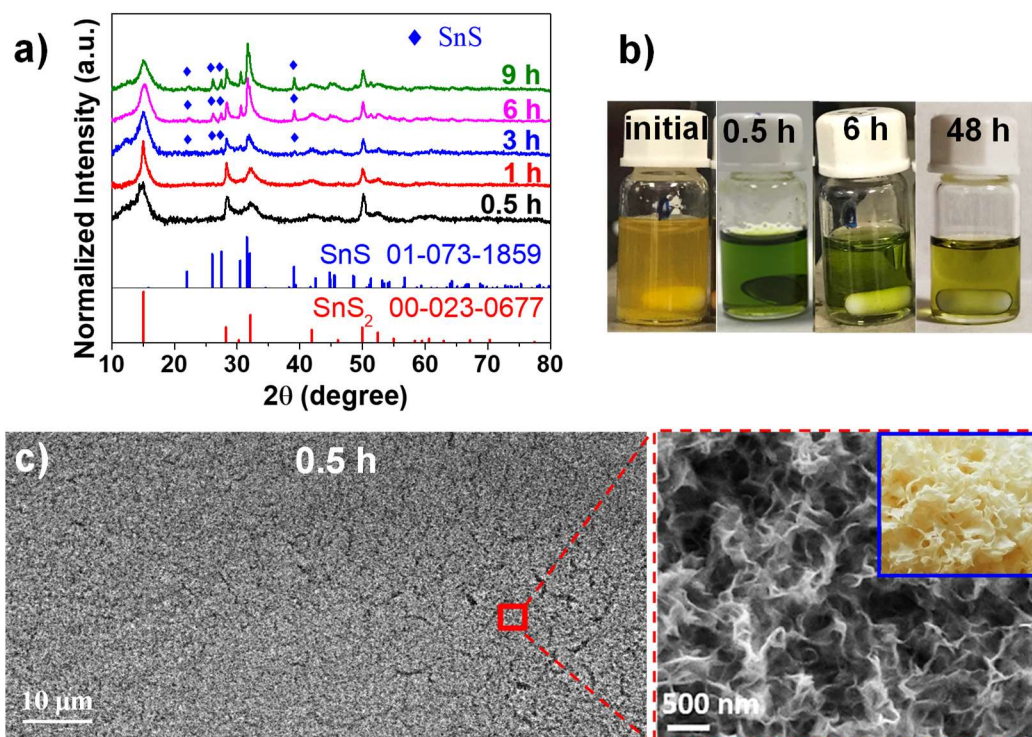 a)
Normalized Intensity (a.u.)
◆ SnS
9 h
6 h
3 h
1 h
0.5 h
SnS 01-073-1859
SnS₂ 00-023-0677
10 20 30 40 50 60 70 80
2θ (degree)
b)
initial 0.5 h 6 h 48 h
c)
0.5 h
10 μm
500 nm